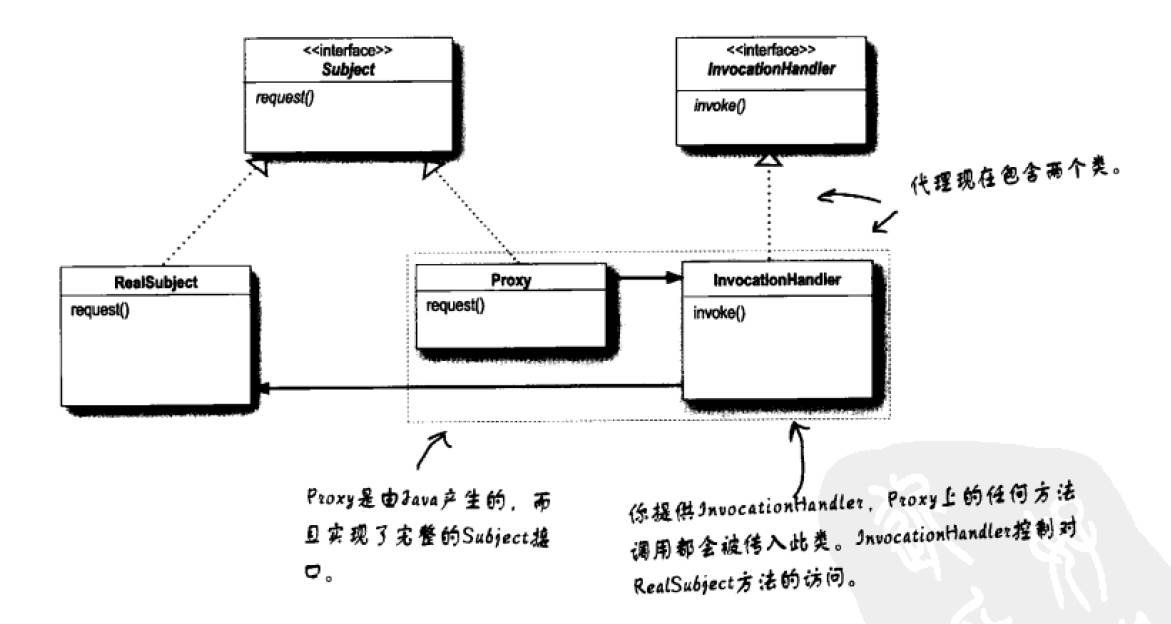 <<interface>>
Subject
request()
<<interface>>
InvocationHandler
invoke()
代理现在包含两个类。
RealSubject
request()
Proxy
request()
InvocationHandler
invoke()
Proxy是由Java产生的，而
且实现了完整的Subject接
口。
你提供InvocationHandler，Proxy上的任何方法
调用都会被传入此类。InvocationHandler控制对
RealSubject方法的访问。